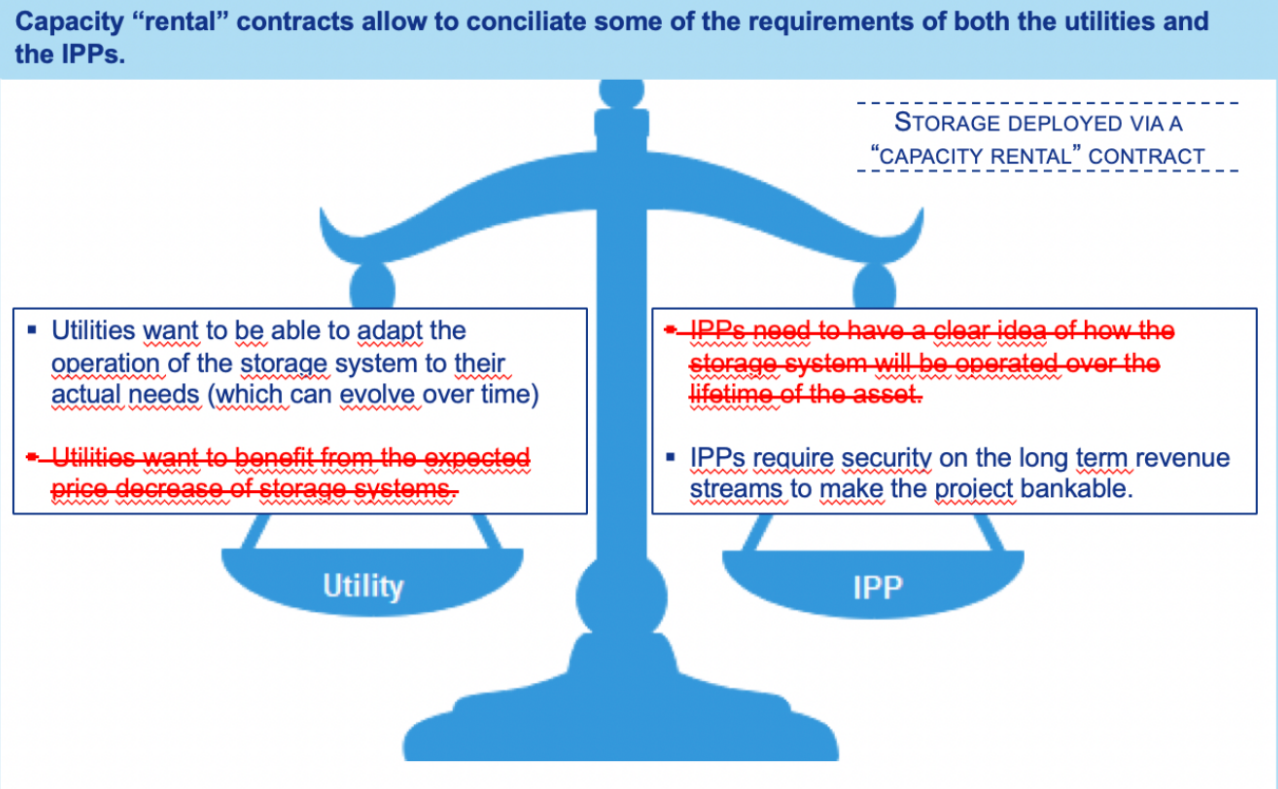 Capacity “rental” contracts allow to conciliate some of the requirements of both the utilities and
the IPPs.
STORAGE DEPLOYED VIA A
“CAPACITY RENTAL” CONTRACT
▪ Utilities want to be able to adapt the
operation of the storage system to their
actual needs (which can evolve over time)
▪ Utilities want to benefit from the expected
price decrease of storage systems.
▪ IPPs need to have a clear idea of how the
storage system will be operated over the
lifetime of the asset.
▪ IPPs require security on the long term revenue
streams to make the project bankable.
Utility
IPP